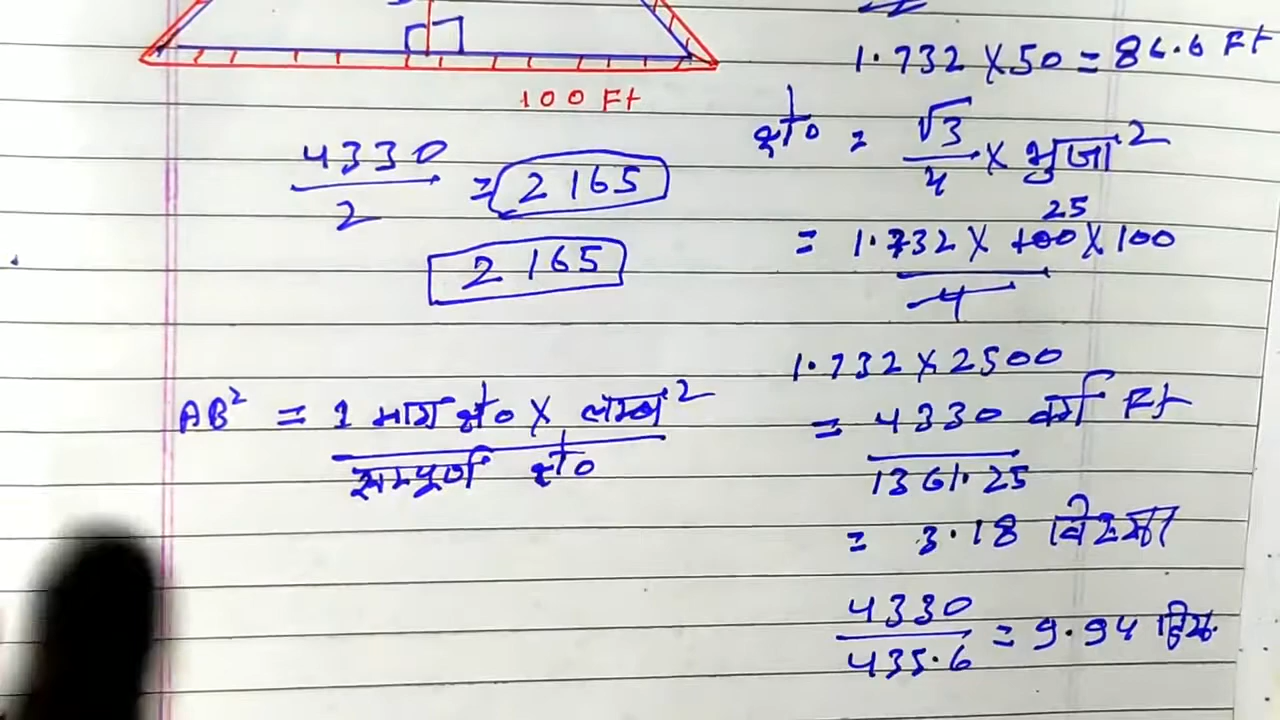 1.732 X 50 = 86.6 Ft
100 Ft
क्षे० = √3/4 X भुजा²
4330/2 = 2165
25
= 1.732 X 100 X 100
4
2165
1.732 X 2500
= 4330 वर्ग Ft
1361.25
AB² = 1 भाग क्षे० X लम्ब²
सम्पूर्ण क्षे०
= 3.18 विस्वा
4330/435.6 = 9.94 डिस.